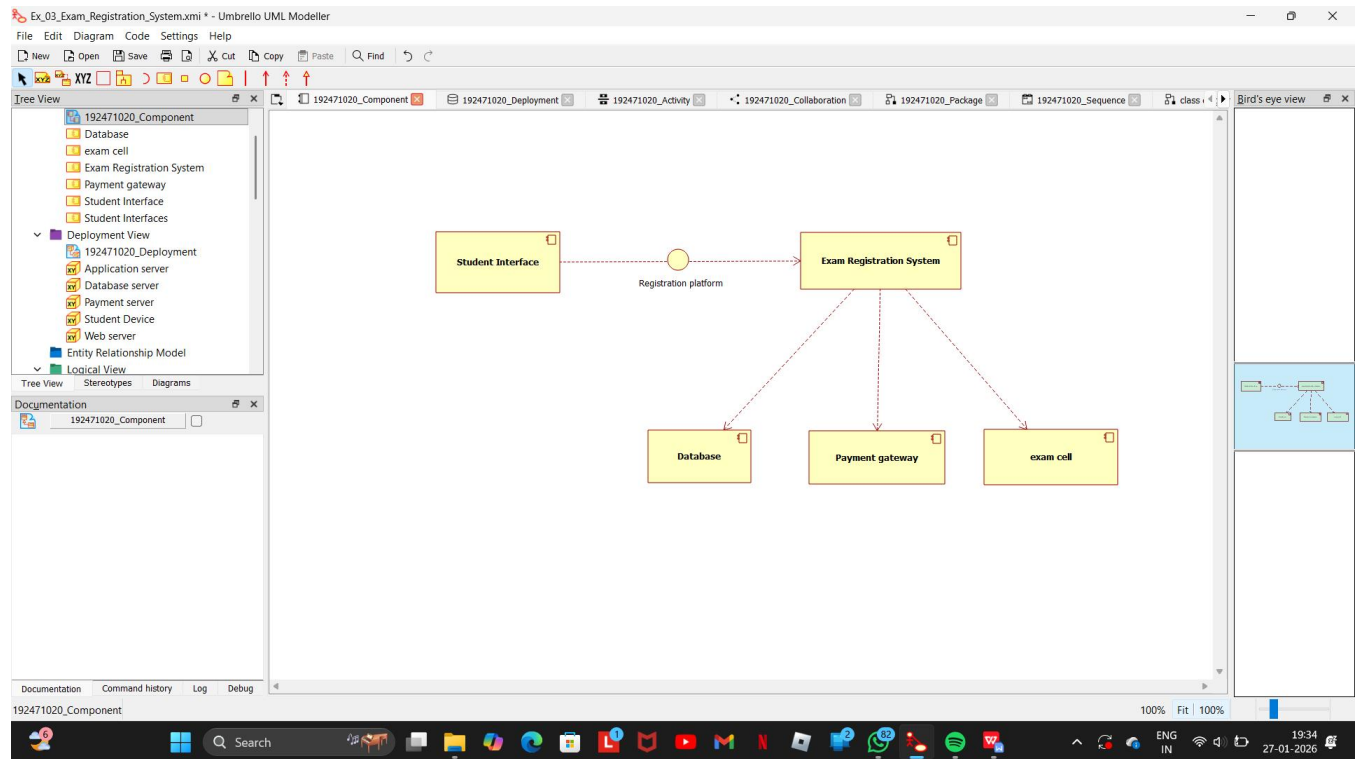 Ex_03_Exam_Registration_System.xmi * - Umbrello UML Modeller
File Edit Diagram Code Settings Help
New Open Save Cut Copy Paste Find
XYZ XYZ
Tree View
192471020_Component 192471020_Deployment 192471020_Activity 192471020_Collaboration 192471020_Package 192471020_Sequence class
Bird's eye view
192471020_Component
Database
exam cell
Exam Registration System
Payment gateway
Student Interface
Student Interfaces
Deployment View
192471020_Deployment
Application server
Database server
Payment server
Student Device
Web server
Entity Relationship Model
Logical View
Tree View Stereotypes Diagrams
Documentation
192471020_Component
Student Interface
Registration platform
Exam Registration System
Database
Payment gateway
exam cell
Documentation Command history Log Debug
192471020_Component
100% Fit 100%
6
Search
82
2
ENG
IN
19:34
27-01-2026